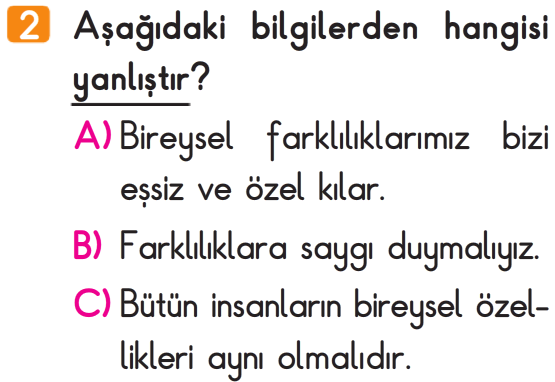 2 Aşağıdaki bilgilerden hangisi
yanlıştır?
A) Bireysel farklılıklarımız bizi
eşsiz ve özel kılar.
B) Farklılıklara saygı duymalıyız.
C) Bütün insanların bireysel özel-
likleri aynı olmalıdır.